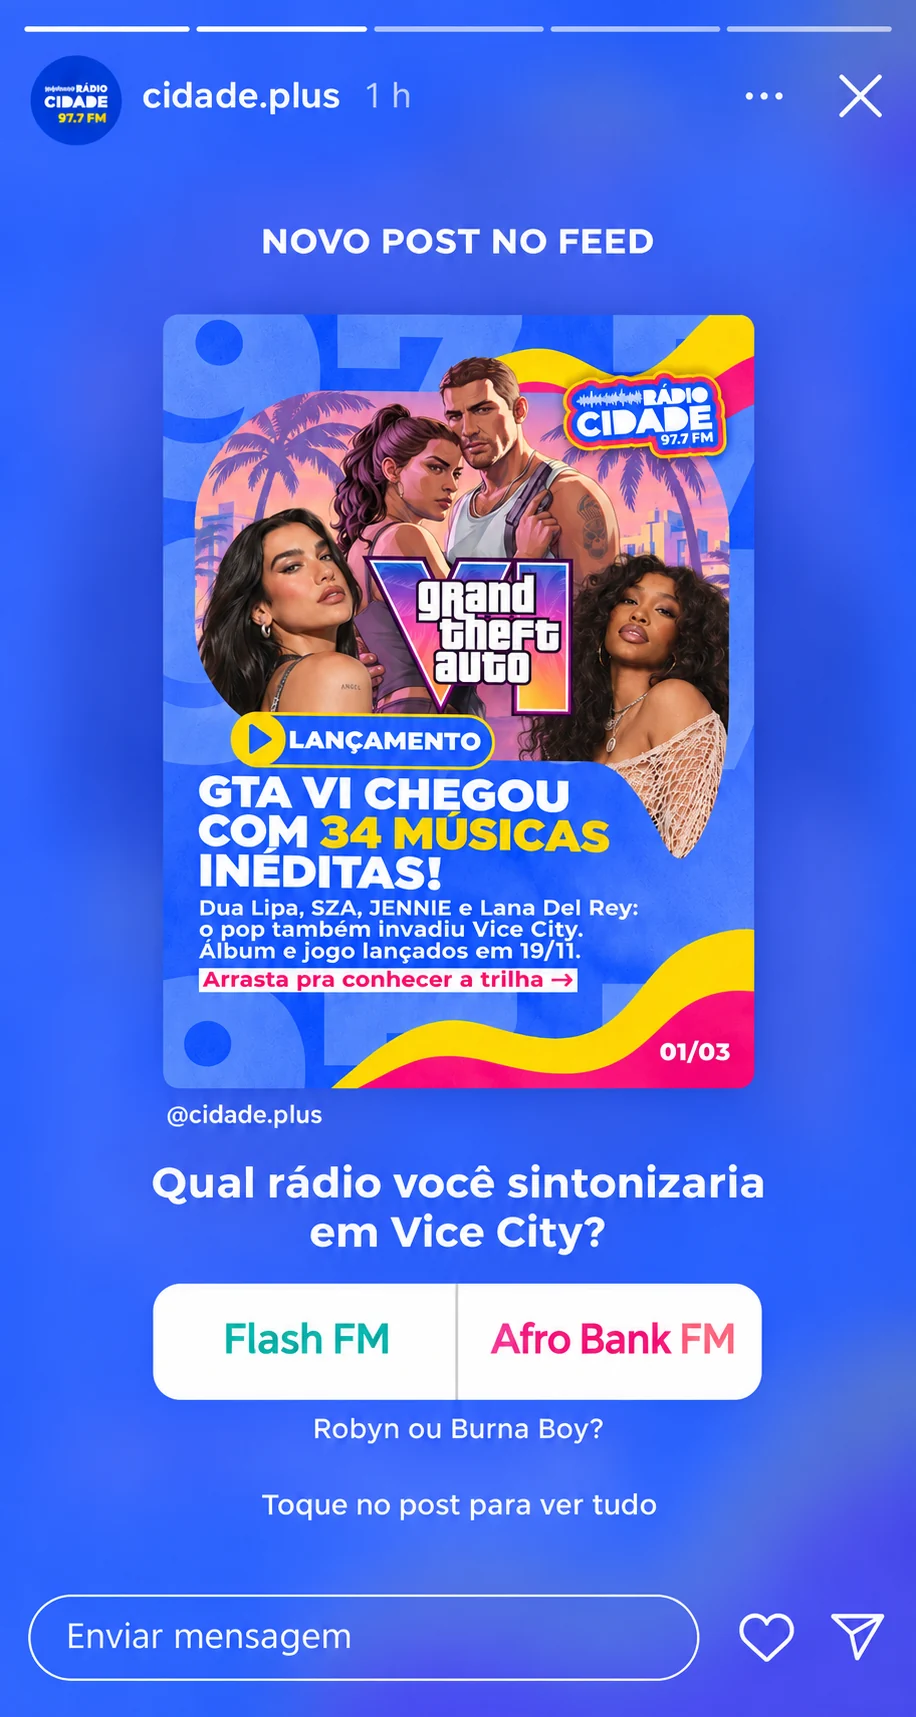 RÁDIO
CIDADE
97.7 FM
cidade.plus 1 h
NOVO POST NO FEED
97.7
RÁDIO
CIDADE
97.7 FM
VI
grand
theft
auto
ANGEL
LANÇAMENTO
GTA VI CHEGOU
COM 34 MÚSICAS
INÉDITAS!
Dua Lipa, SZA, JENNIE e Lana Del Rey:
o pop também invadiu Vice City.
Álbum e jogo lançados em 19/11.
Arrasta pra conhecer a trilha →
01/03
@cidade.plus
Qual rádio você sintonizaria
em Vice City?
Flash FM
Afro Bank FM
Robyn ou Burna Boy?
Toque no post para ver tudo
Enviar mensagem